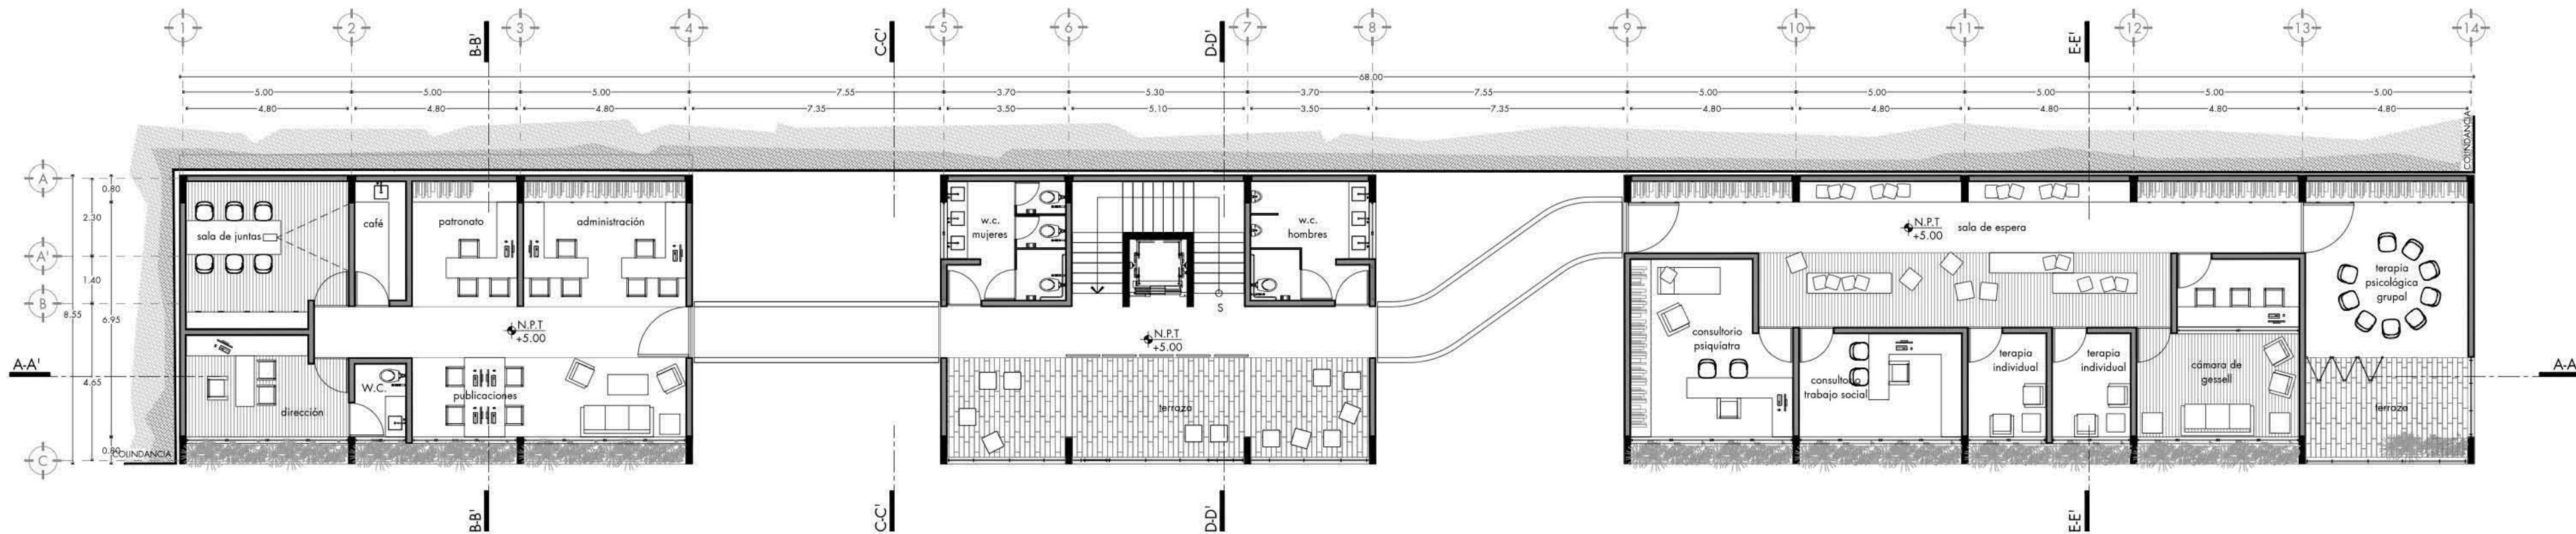 1 2 3 4 5 6 7 8 9 10 11 12 13 14
B-B' C-C' D-D' E-E'
68.00
5.00 5.00 5.00 7.55 3.70 5.30 3.70 7.55 5.00 5.00 5.00 5.00 5.00
4.80 4.80 4.80 7.35 3.50 5.10 3.50 7.35 4.80 4.80 4.80 4.80 4.80
COLINDANCIA
A
A'
B
C
0.80
2.30
1.40
8.55
6.95
4.65
0.80
COLINDANCIA
A-A'
A-A'
sala de juntas
café
patronato
administración
N.P.T
+5.00
dirección
W.C.
publicaciones
w.c.
mujeres
w.c.
hombres
S
N.P.T
+5.00
terraza
N.P.T
+5.00
sala de espera
consultorio
psiquiatra
consultorio
trabajo social
terapia
individual
terapia
individual
cámara de
gessell
terapia
psicológica
grupal
terraza
B-B' C-C' D-D' E-E'